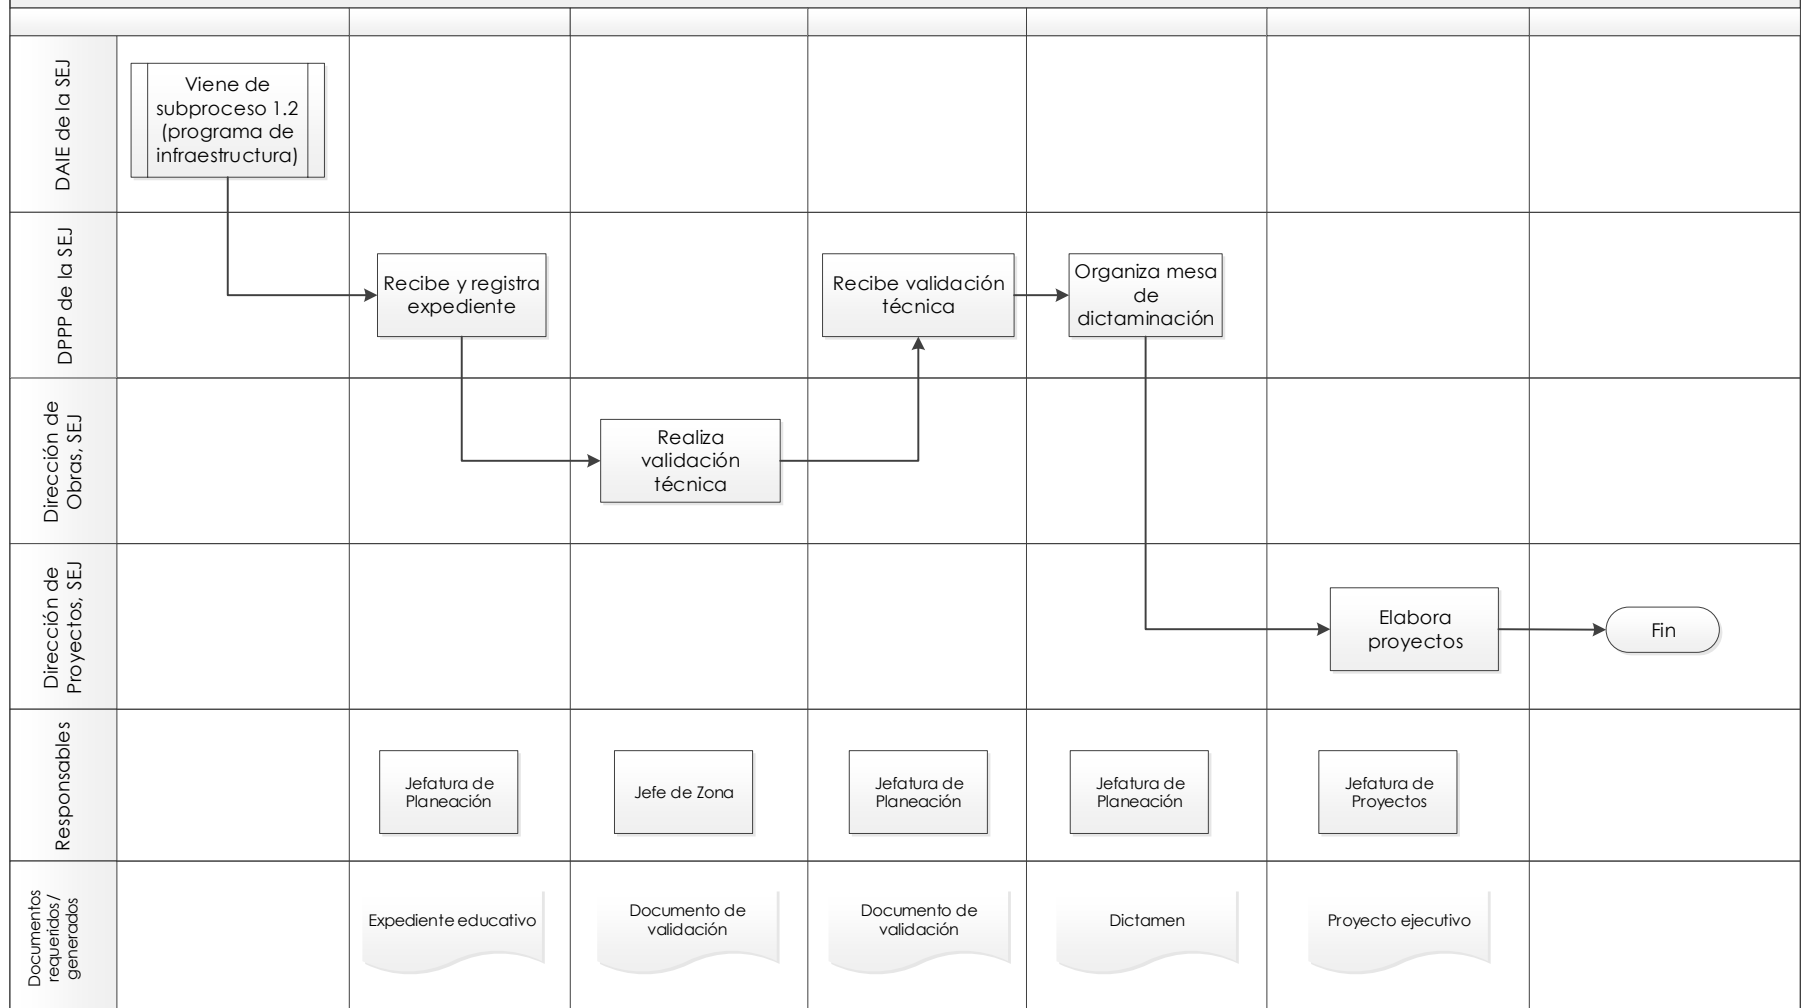 DAIE de la SEJ
Viene de
subproceso 1.2
(programa de
infraestructura)
DPPP de la SEJ
Recibe y registra
expediente
Recibe validación
técnica
Organiza mesa
de
dictaminación
Dirección de
Obras, SEJ
Realiza
validación
técnica
Dirección de
Proyectos, SEJ
Elabora
proyectos
Fin
Responsables
Jefatura de
Planeación
Jefe de Zona
Jefatura de
Planeación
Jefatura de
Planeación
Jefatura de
Proyectos
Documentos
requeridos/
generados
Expediente educativo
Documento de
validación
Documento de
validación
Dictamen
Proyecto ejecutivo